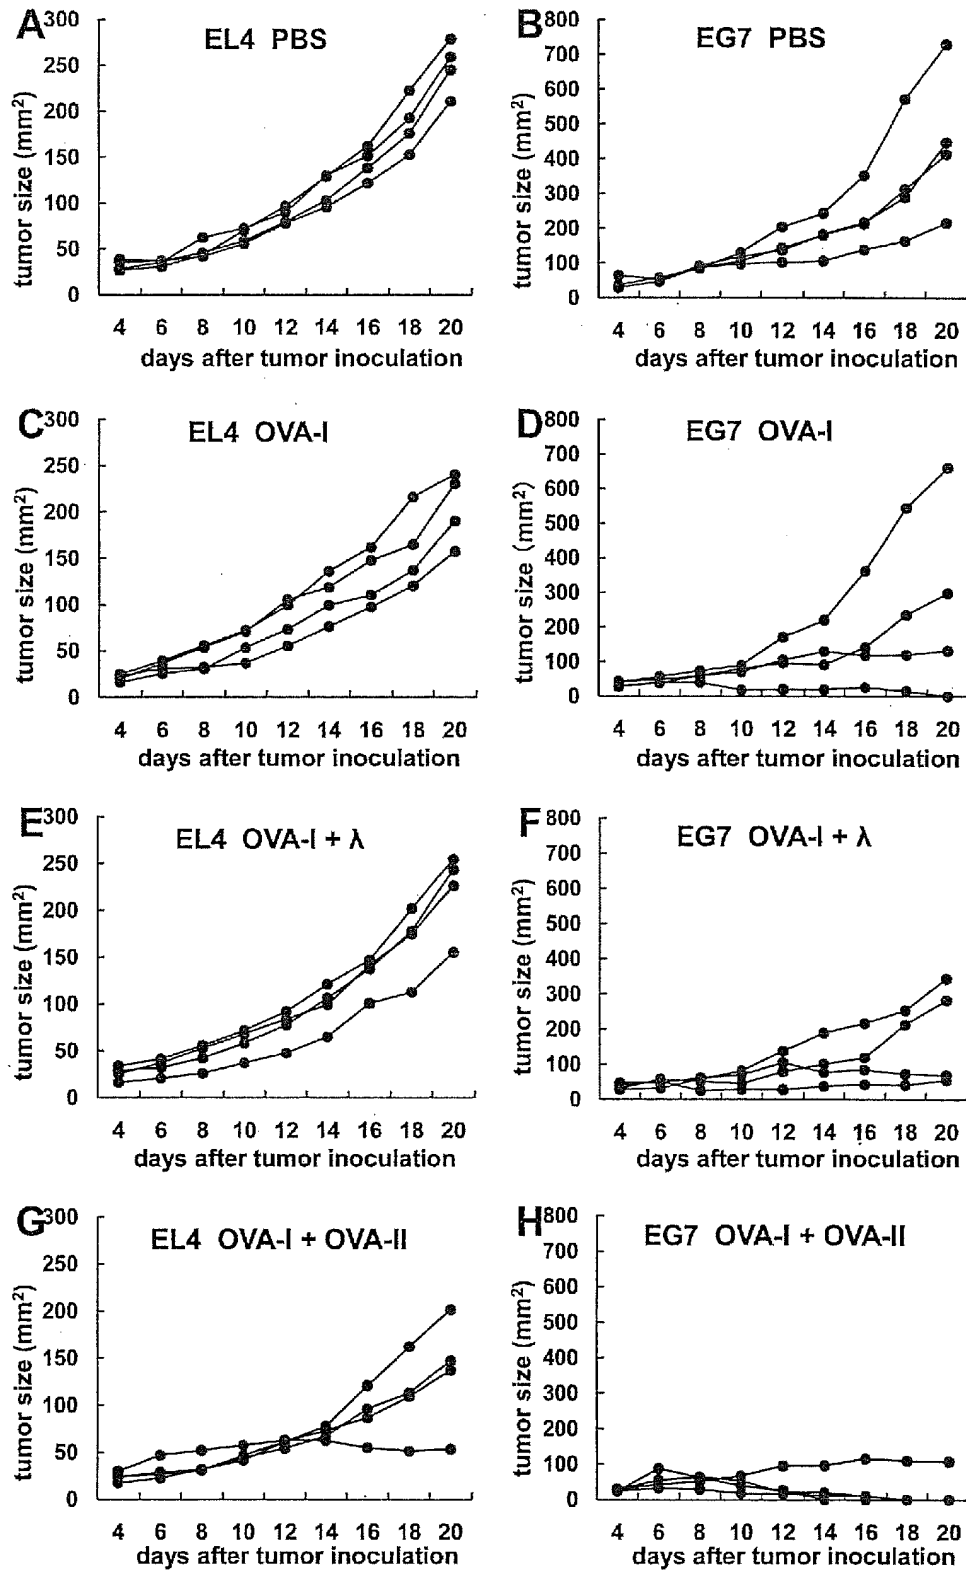 A EL4 PBS
tumor size (mm²)
300
250
200
150
100
50
0
4 6 8 10 12 14 16 18 20
days after tumor inoculation
B EG7 PBS
tumor size (mm²)
800
700
600
500
400
300
200
100
0
4 6 8 10 12 14 16 18 20
days after tumor inoculation
C EL4 OVA-I
tumor size (mm²)
300
250
200
150
100
50
0
4 6 8 10 12 14 16 18 20
days after tumor inoculation
D EG7 OVA-I
tumor size (mm²)
800
700
600
500
400
300
200
100
0
4 6 8 10 12 14 16 18 20
days after tumor inoculation
E EL4 OVA-I + λ
tumor size (mm²)
300
250
200
150
100
50
0
4 6 8 10 12 14 16 18 20
days after tumor inoculation
F EG7 OVA-I + λ
tumor size (mm²)
800
700
600
500
400
300
200
100
0
4 6 8 10 12 14 16 18 20
days after tumor inoculation
G EL4 OVA-I + OVA-II
tumor size (mm²)
300
250
200
150
100
50
0
4 6 8 10 12 14 16 18 20
days after tumor inoculation
H EG7 OVA-I + OVA-II
tumor size (mm²)
800
700
600
500
400
300
200
100
0
4 6 8 10 12 14 16 18 20
days after tumor inoculation